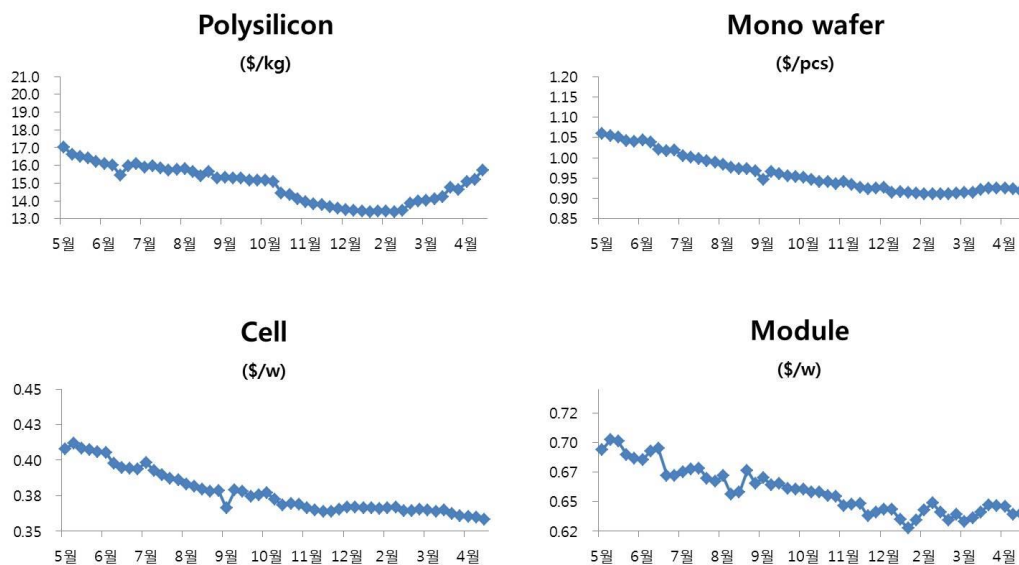 Polysilicon
($/kg)
21.0
20.0
19.0
18.0
17.0
16.0
15.0
14.0
13.0
5월 6월 7월 8월 9월 10월 11월 12월 2월 3월 4월
Mono wafer
($/pcs)
1.20
1.15
1.10
1.05
1.00
0.95
0.90
0.85
5월 6월 7월 8월 9월 10월 11월 12월 2월 3월 4월
Cell
($/w)
0.45
0.43
0.40
0.38
0.35
5월 6월 7월 8월 9월 10월 11월 12월 2월 3월 4월
Module
($/w)
0.72
0.70
0.67
0.65
0.62
5월 6월 7월 8월 9월 10월 11월 12월 2월 3월 4월